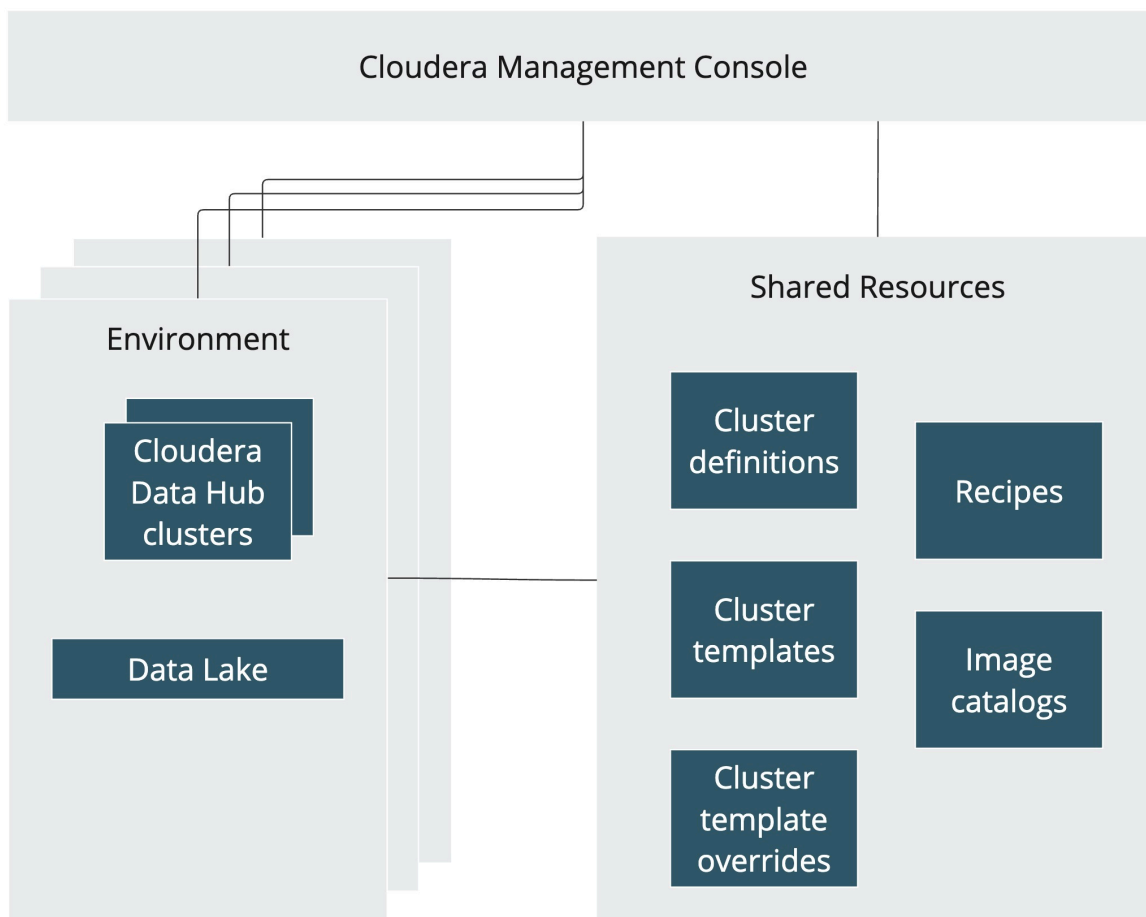 Cloudera Management Console
Environment
Cloudera
Data Hub
clusters
Data Lake
Shared Resources
Cluster
definitions
Cluster
templates
Cluster
template
overrides
Recipes
Image
catalogs